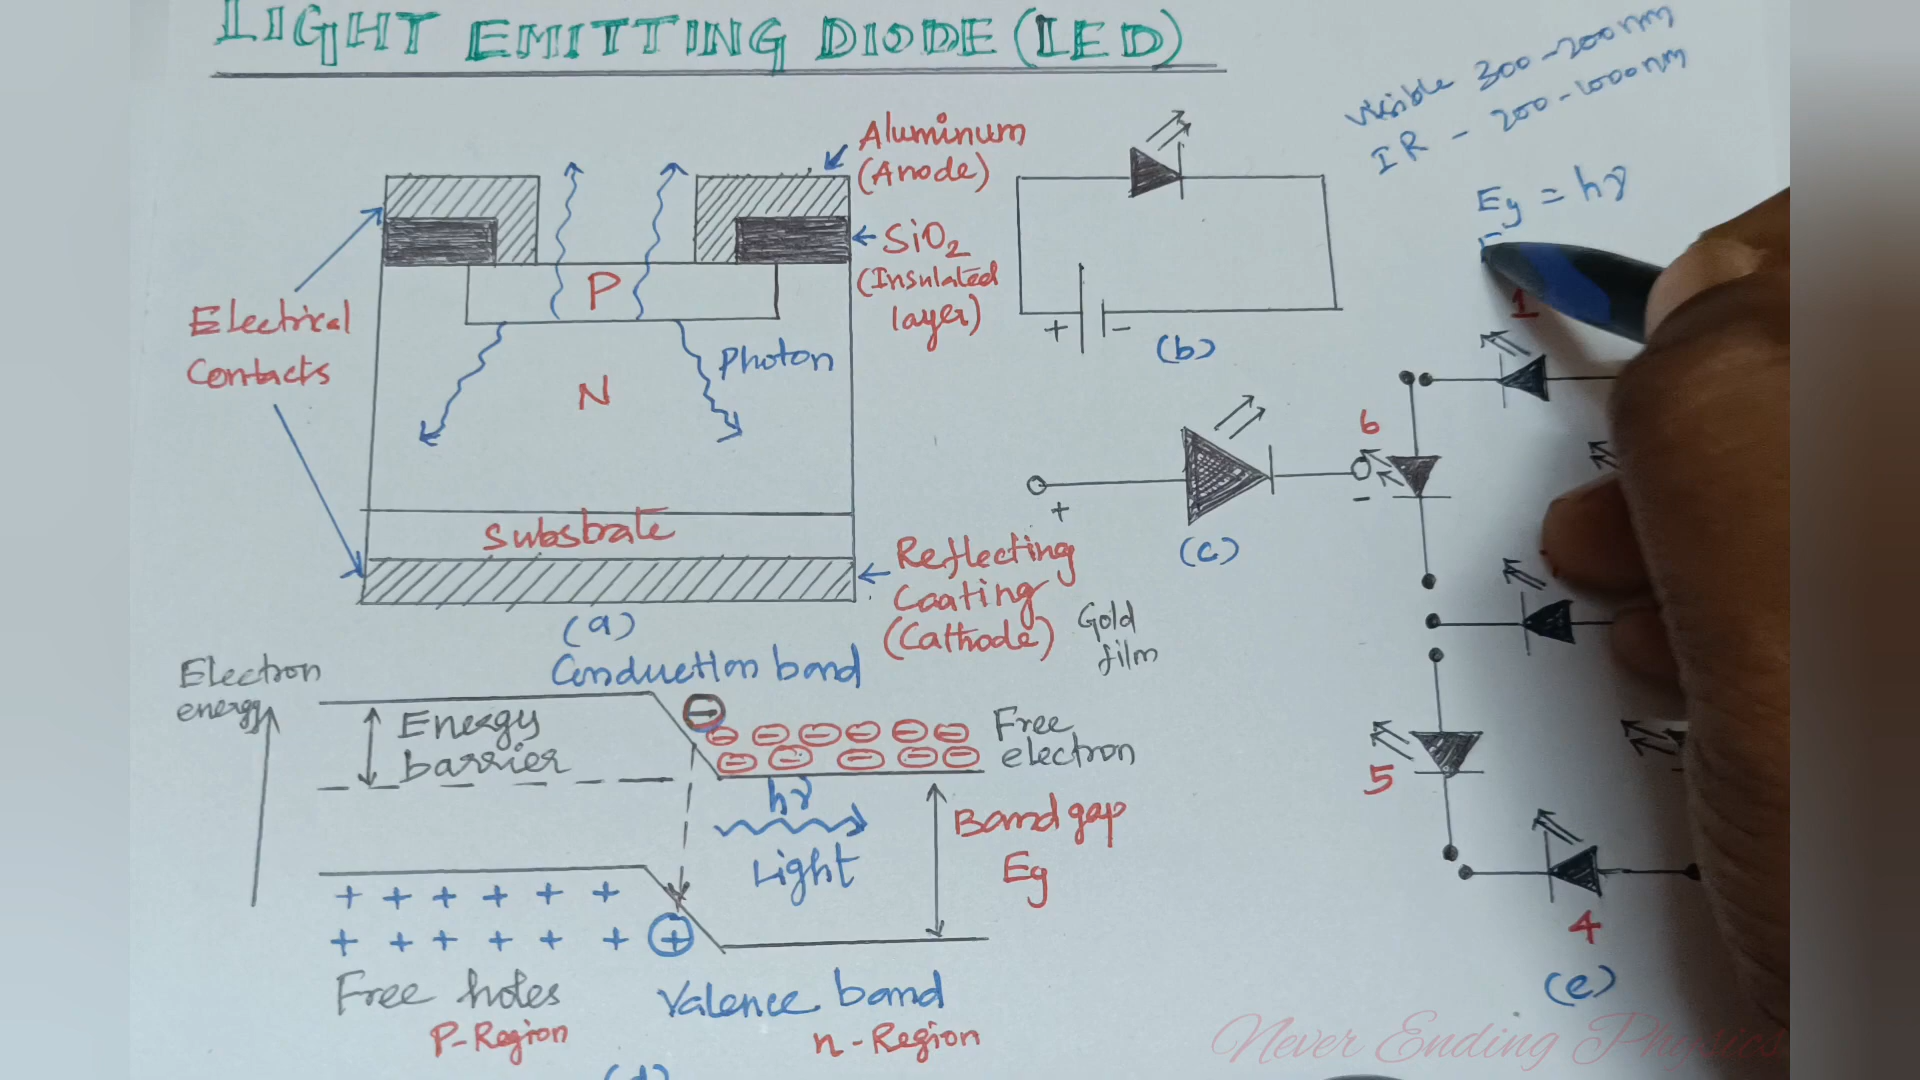 LIGHT EMITTING DIODE (LED)
Visible 300-700nm
IR - 700-1000nm
Eg = hν
Aluminum
(Anode)
SiO2
(Insulated
layer)
Electrical
Contacts
P
Photon
N
Substrate
Reflecting
Coating
(Cathode)
Gold
film
(a)
+ -
(b)
+ -
(c)
1
6
5
4
(e)
Electron
energy
Conduction band
Energy
barrier
Free
electron
hν
Light
Band gap
Eg
+ + + + + +
+ + + + + + +
Free holes
Valence band
P-Region
n-Region
(d)
Never Ending Physics